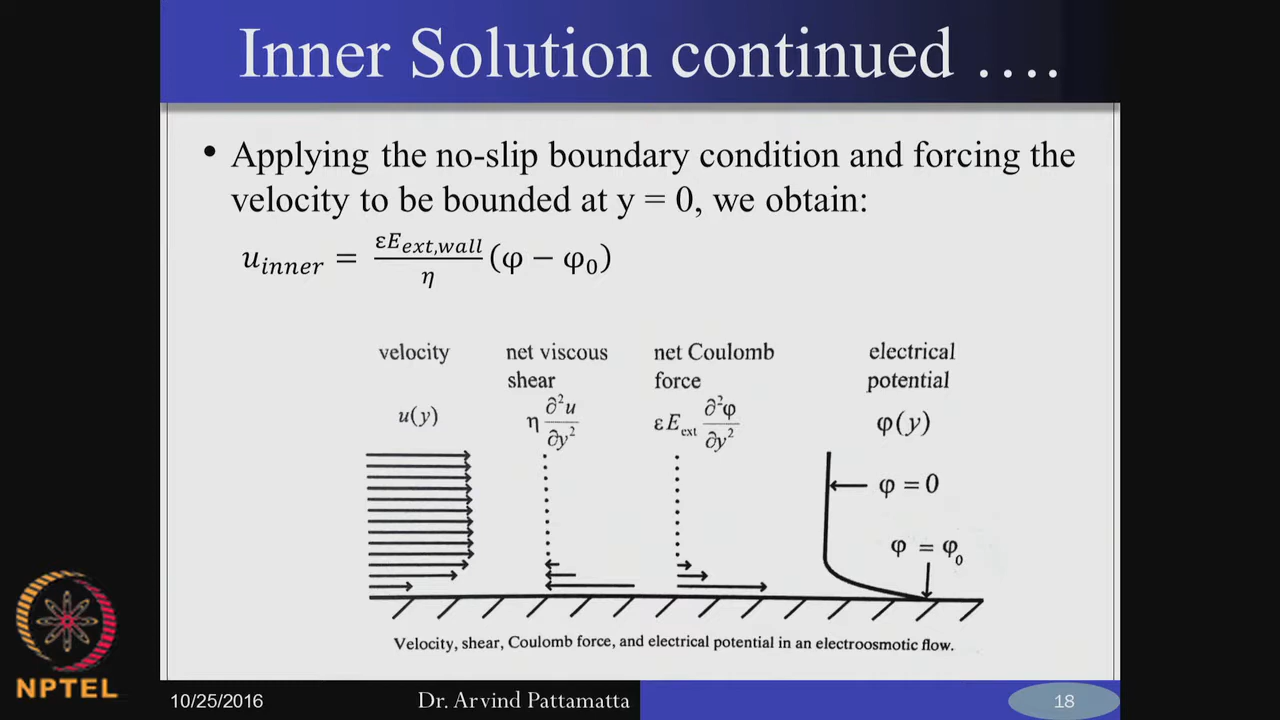 Inner Solution continued ….
• Applying the no-slip boundary condition and forcing the
velocity to be bounded at y = 0, we obtain:
u_inner = εE_ext,wall / η (φ − φ₀)
velocity net viscous shear net Coulomb force electrical potential
u(y) η ∂²u/∂y² εE_ext ∂²φ/∂y² φ(y)
φ = 0
φ = φ₀
Velocity, shear, Coulomb force, and electrical potential in an electroosmotic flow.
NPTEL
10/25/2016 Dr. Arvind Pattamatta 18